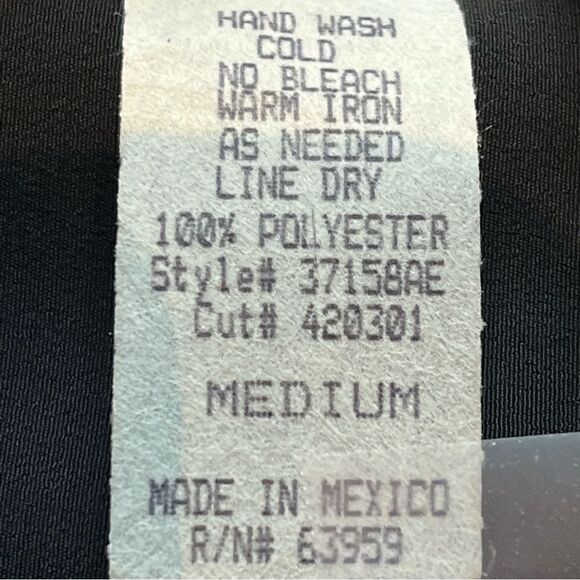 HAND WASH
COLD
NO BLEACH
WARM IRON
AS NEEDED
LINE DRY
100% POLYESTER
Style# 37158AE
Cut# 420301
MEDIUM
MADE IN MEXICO
R/N# 63959